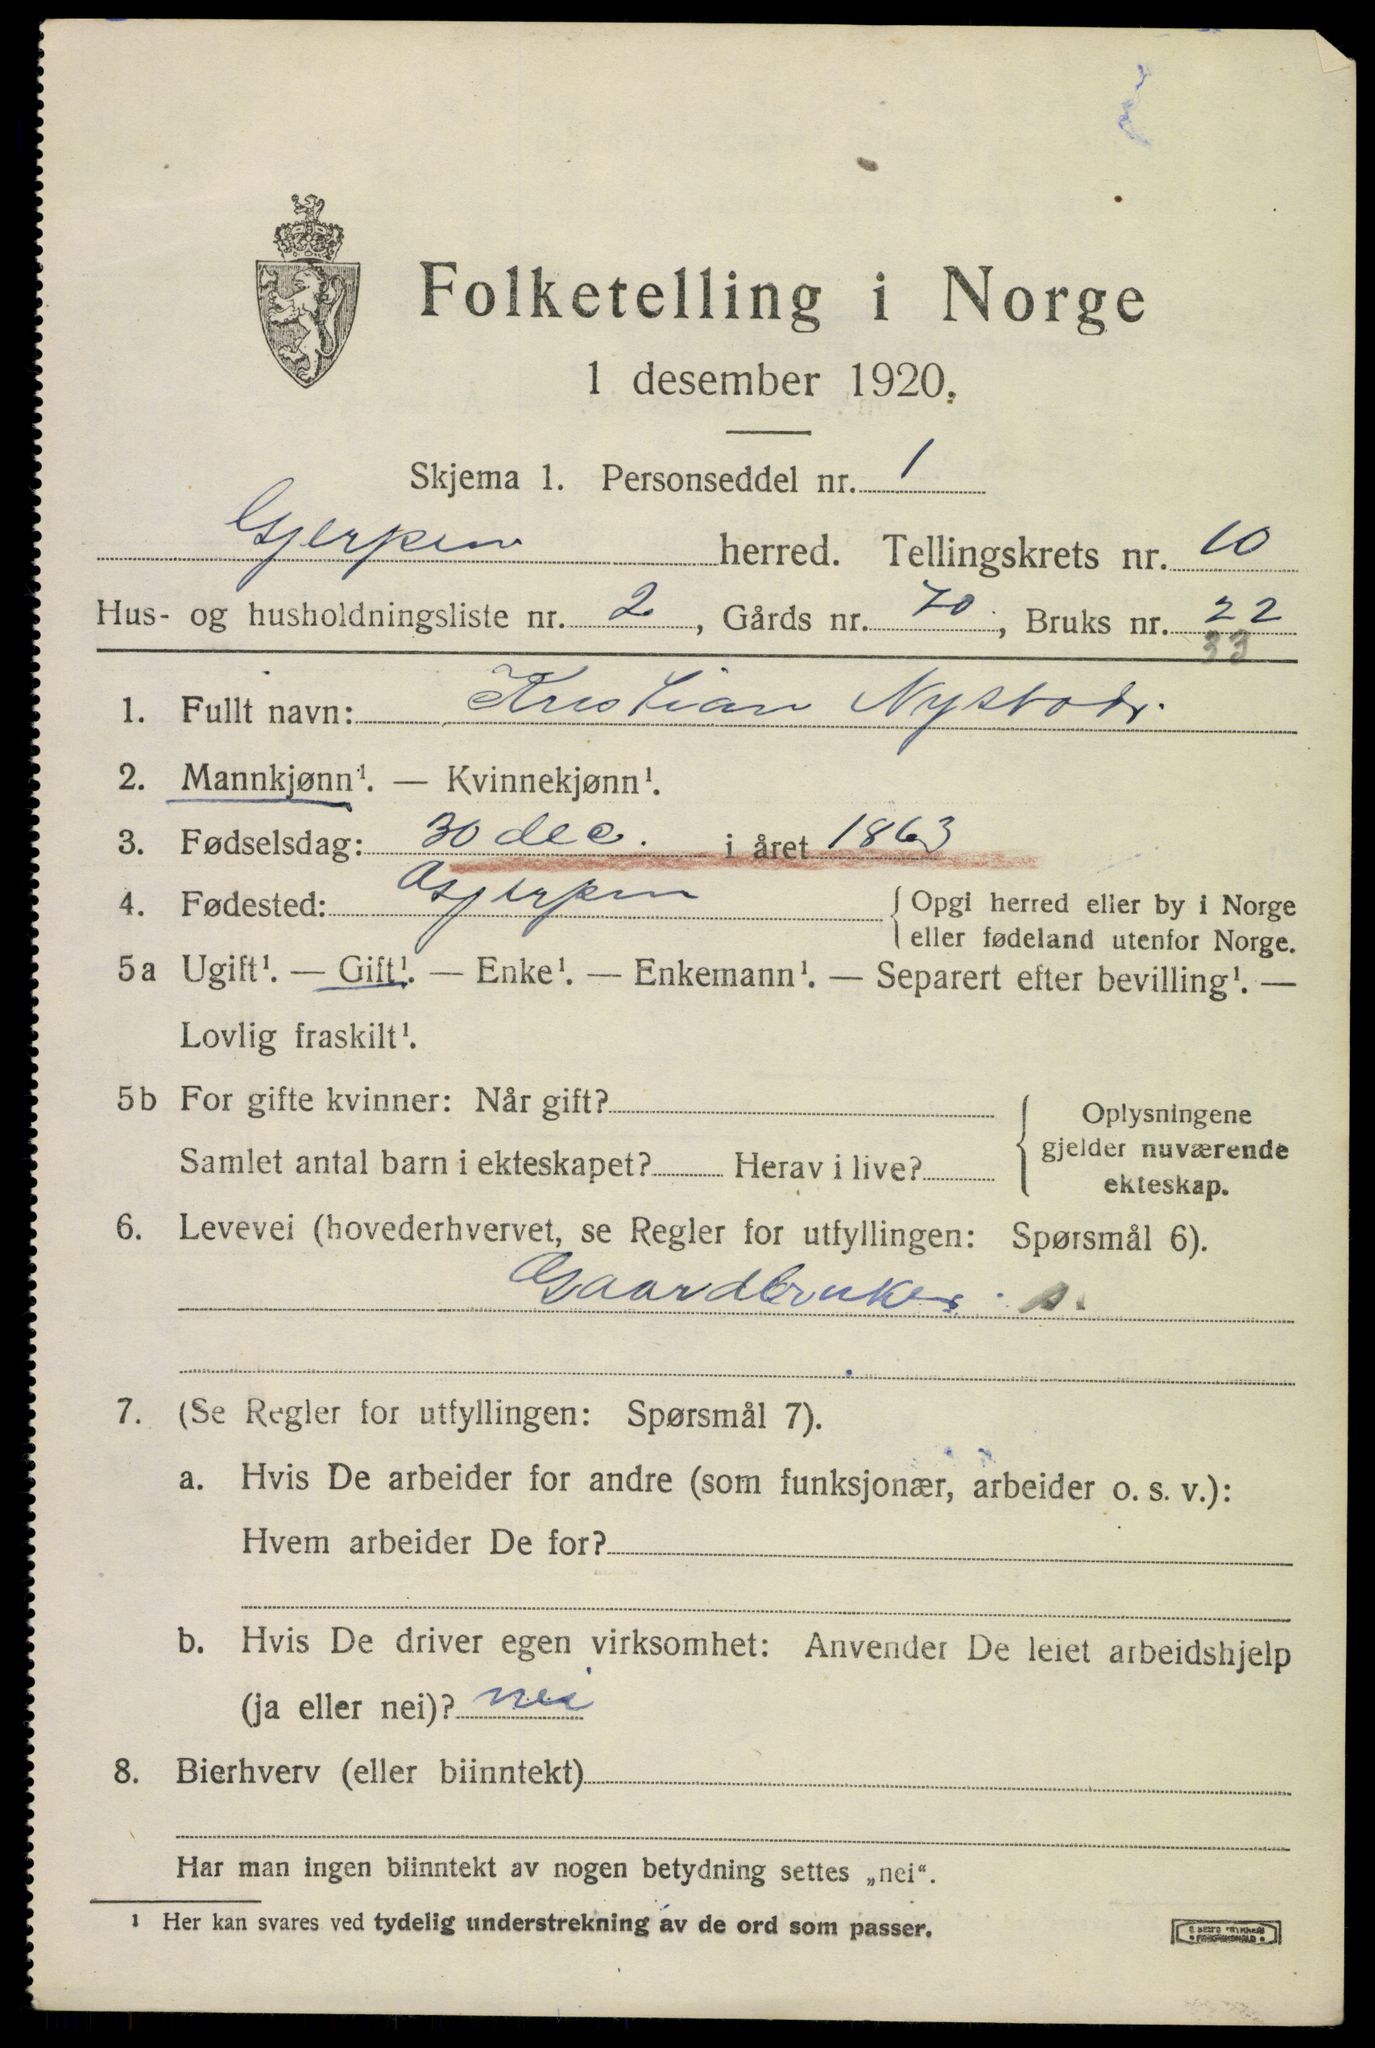 Folketelling i Norge
1 desember 1920.
Skjema 1. Personseddel nr. 1
Gjerpen herred. Tellingskrets nr. 10
Hus- og husholdningsliste nr. 2, Gårds nr. 70, Bruks nr. 22
33
1. Fullt navn: Kristian
2. Mannkjønn¹. — Kvinnekjønn¹.
3. Fødselsdag: 30 dec. i året 1863
4. Fødested: Gjerpen { Opgi herred eller by i Norge
eller fødeland utenfor Norge.
5a Ugift¹. — Gift¹. — Enke¹. — Enkemann¹. — Separert efter bevilling¹. —
Lovlig fraskilt¹.
5b For gifte kvinner: Når gift?
Samlet antal barn i ekteskapet? Herav i live?
Oplysningene
gjelder nuværende
ekteskap.
6. Levevei (hovederhvervet, se Regler for utfyllingen: Spørsmål 6).
Gaardbruker. s.
7. (Se Regler for utfyllingen: Spørsmål 7).
a. Hvis De arbeider for andre (som funksjonær, arbeider o. s. v.):
Hvem arbeider De for?
b. Hvis De driver egen virksomhet: Anvender De leiet arbeidshjelp
(ja eller nei)? nei
8. Bierhverv (eller biinntekt)
Har man ingen biinntekt av nogen betydning settes „nei“.
1 Her kan svares ved tydelig understrekning av de ord som passer.